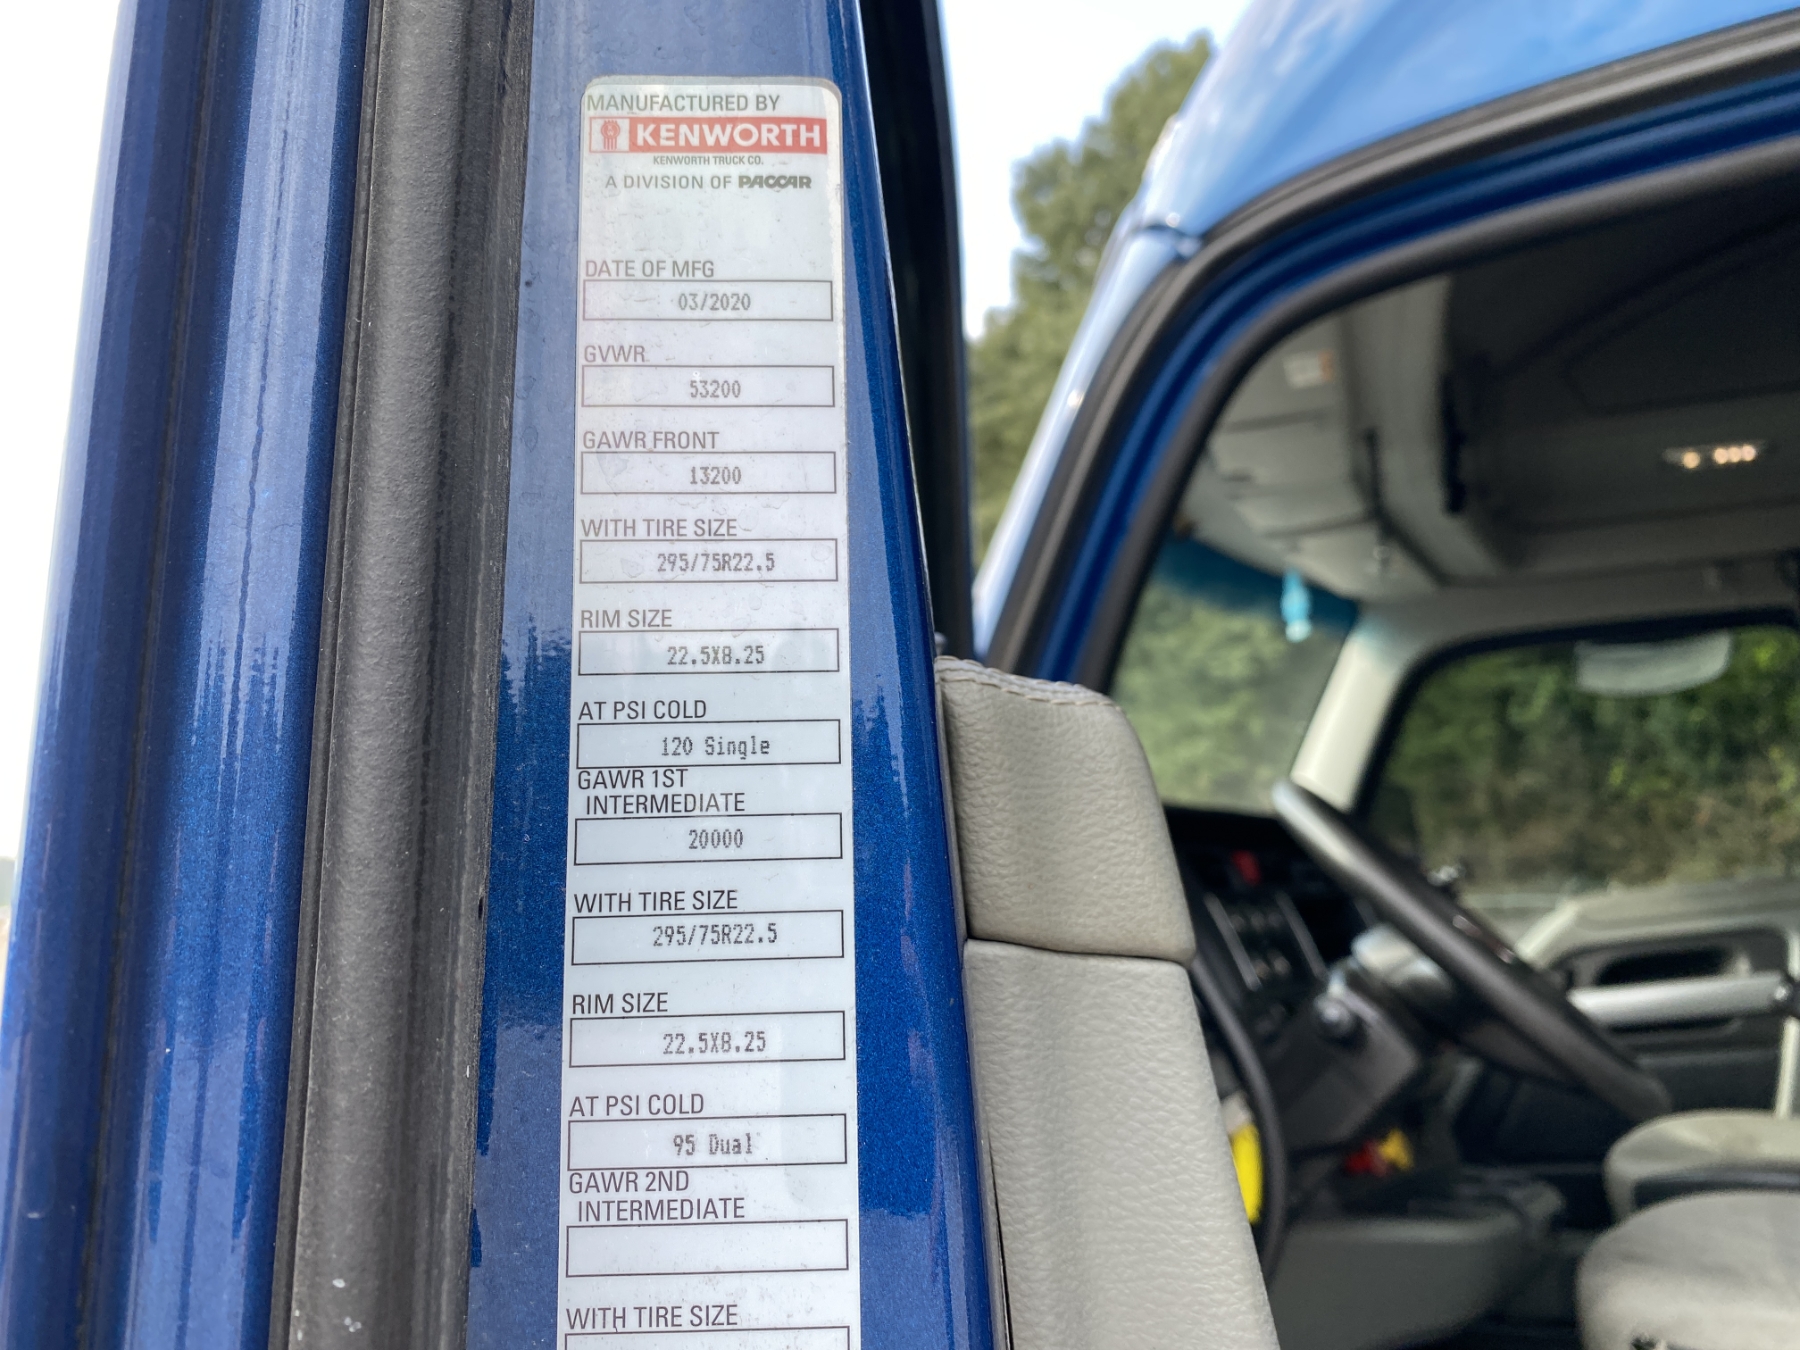 MANUFACTURED BY
KENWORTH
KENWORTH TRUCK CO.
A DIVISION OF PACCAR
DATE OF MFG
03/2020
GVWR
53200
GAWR FRONT
13200
WITH TIRE SIZE
295/75R22.5
RIM SIZE
22.5X8.25
AT PSI COLD
120 Single
GAWR 1ST
INTERMEDIATE
20000
WITH TIRE SIZE
295/75R22.5
RIM SIZE
22.5X8.25
AT PSI COLD
95 Dual
GAWR 2ND
INTERMEDIATE
WITH TIRE SIZE